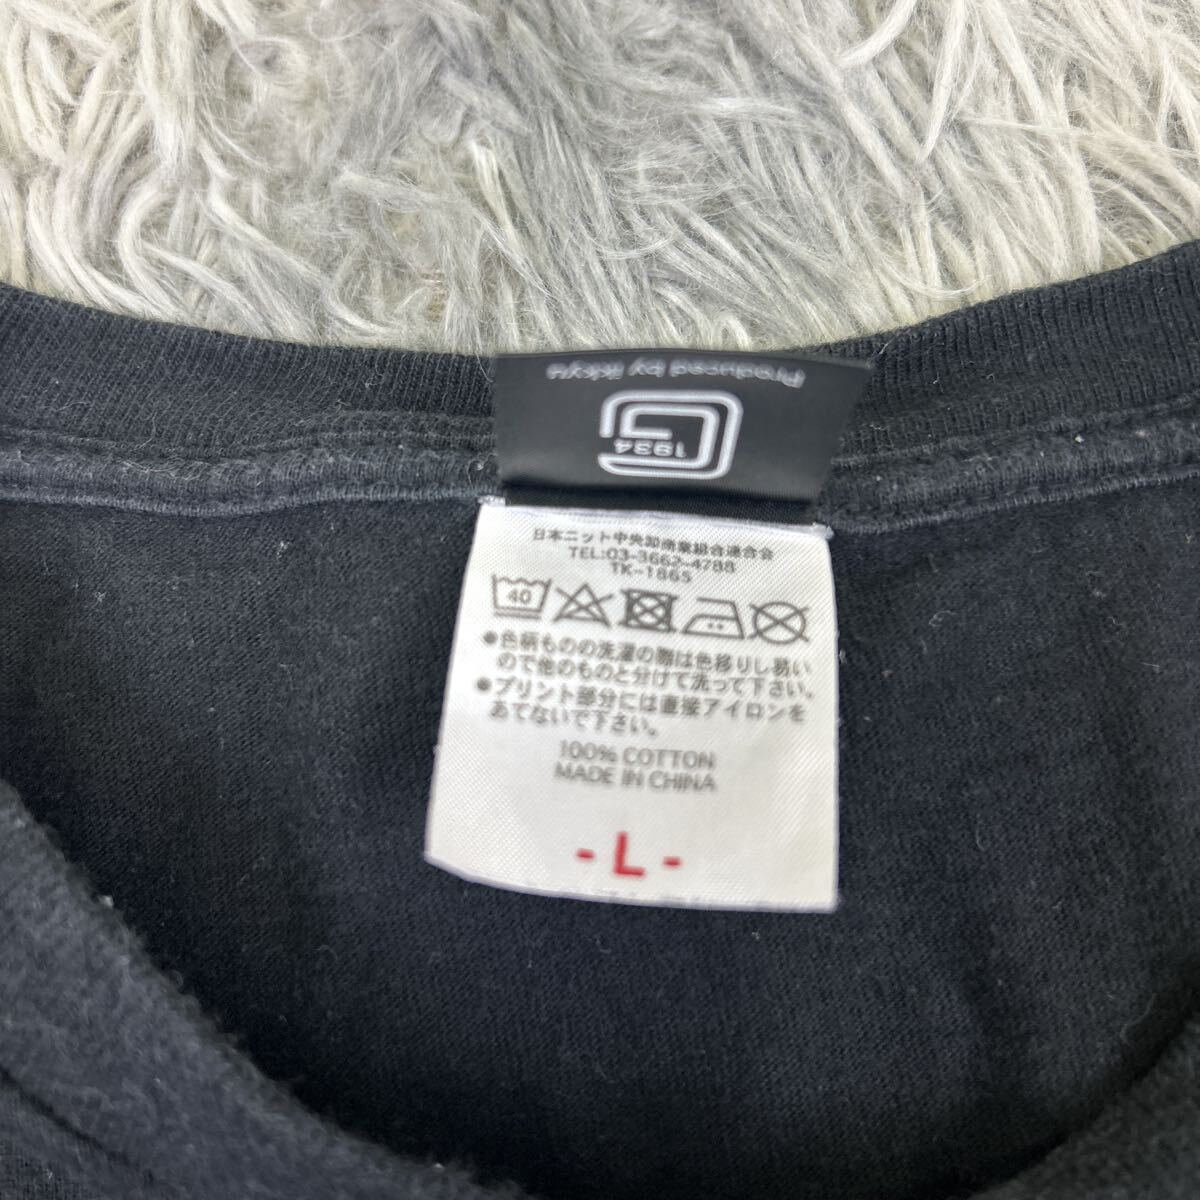 Produced by Ikkyu
1934
日本ニット中央卸商業組合連合会
TEL:03-3662-4788
TK-1865
40
●色柄ものの洗濯の際は色移りし易い
ので他のものと分けて洗って下さい。
●プリント部分には直接アイロンを
あてないで下さい。
100% COTTON
MADE IN CHINA
- L -